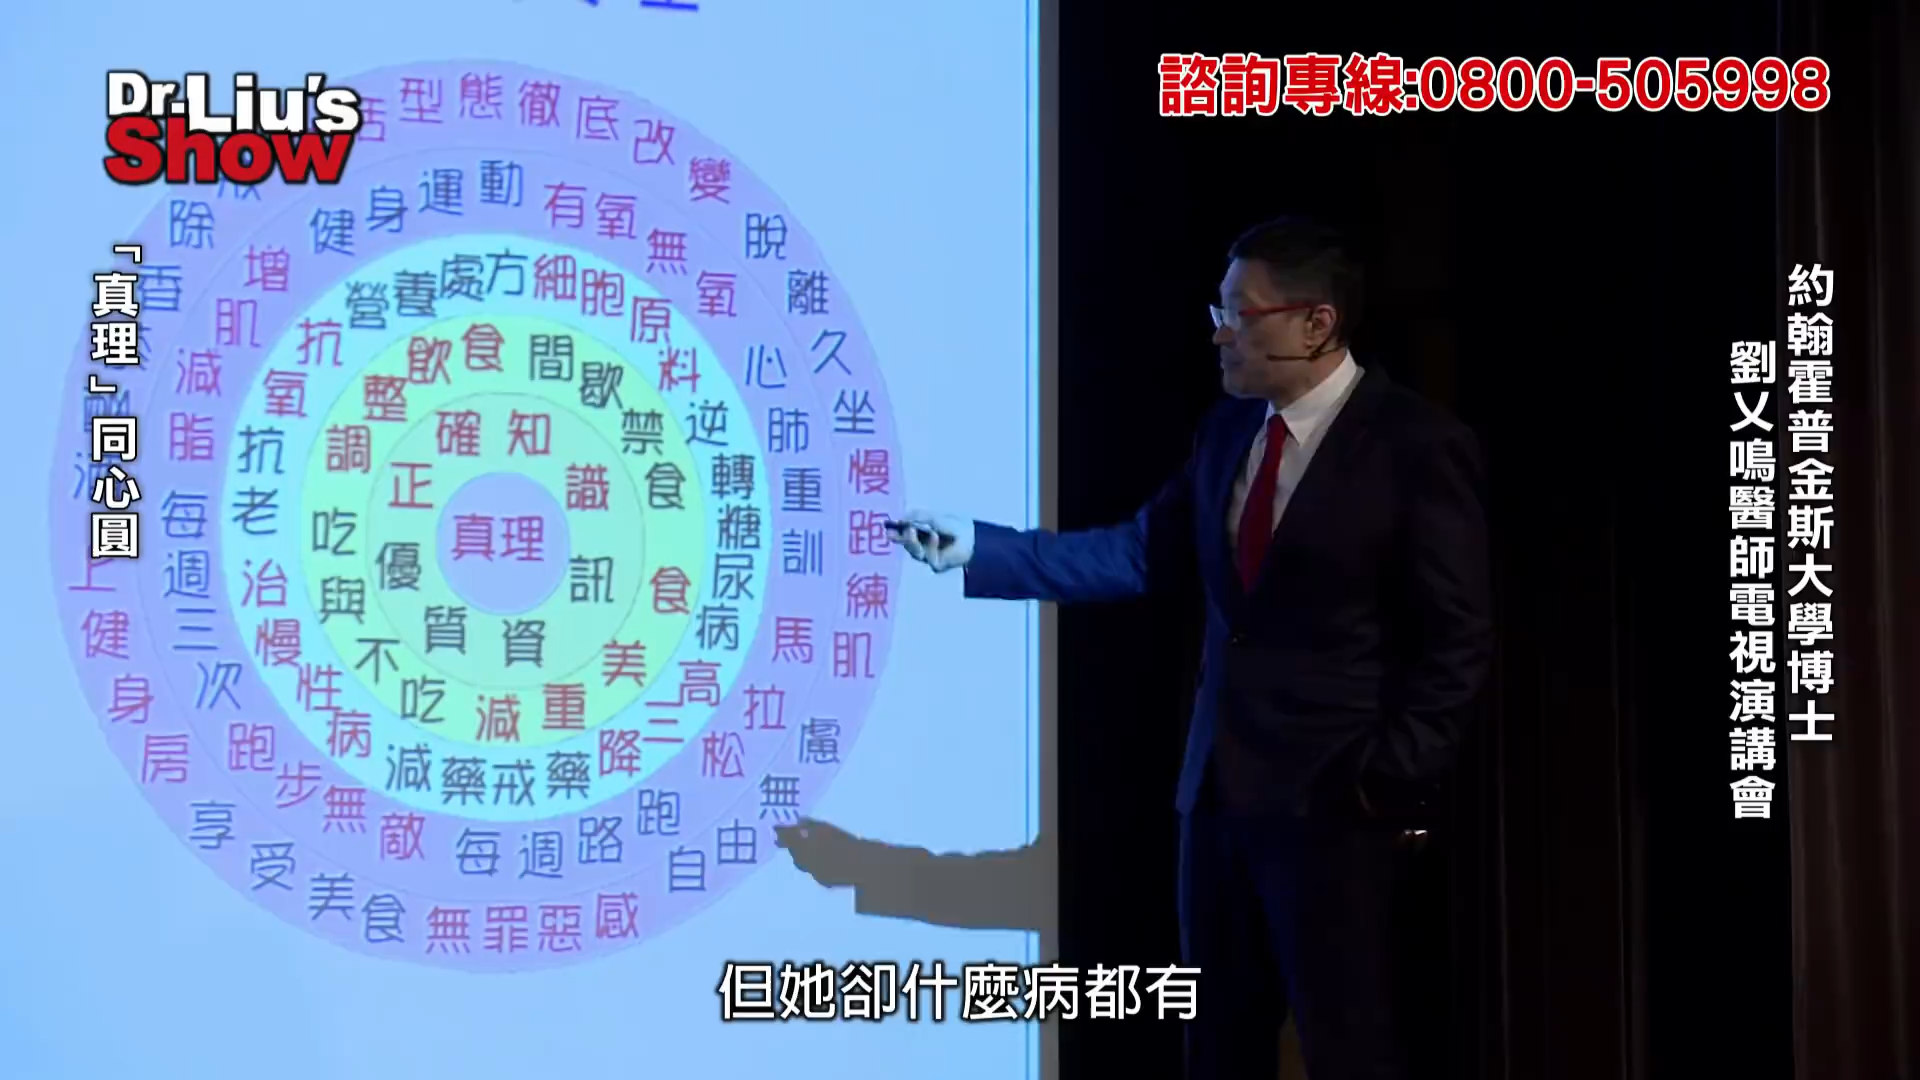 Dr.Liu's
Show
諮詢專線:0800-505998
「真理」同心圓
約翰霍普金斯大學博士
劉乂鳴醫師電視演講會
真理
正確知識
優質資訊
調整飲食
間歇禁食
吃與不吃
減重美食
營養處方
細胞原料
逆轉糖尿病
高三降
減藥戒藥
抗氧
抗老
治慢性病
健身運動
有氧無氧
心肺重訓
馬拉松
路跑
每週
跑步無敵
每週三次
增肌減脂
型態徹底改變
脫離久坐
慢跑練肌
自由無慮
無罪惡感
享受美食
上健身房
除
香
但她卻什麼病都有